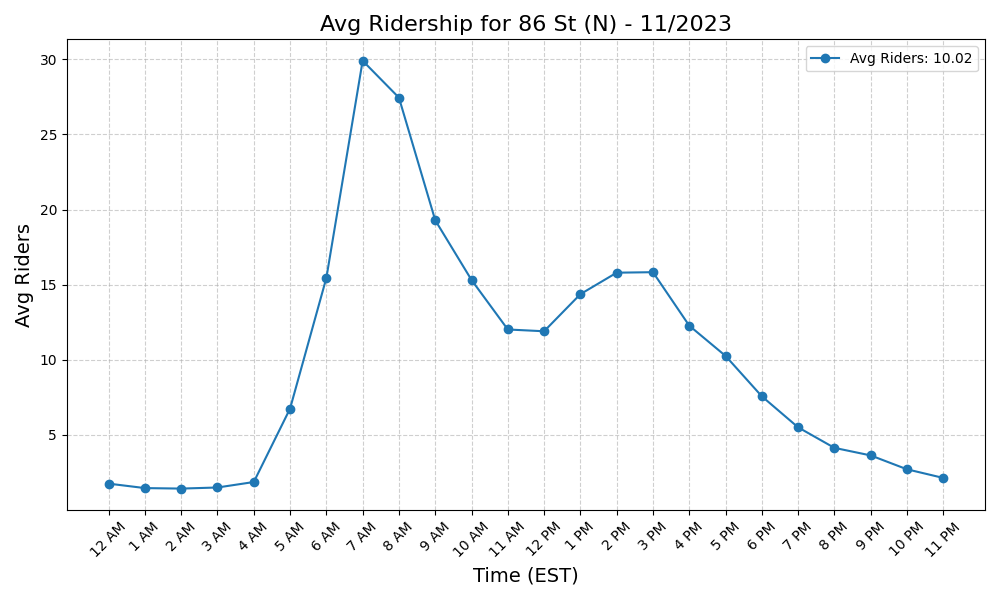 Avg Ridership for 86 St (N) - 11/2023
Avg Riders: 10.02
30
25
20
15
10
5
Avg Riders
12 AM
1 AM
2 AM
3 AM
4 AM
5 AM
6 AM
7 AM
8 AM
9 AM
10 AM
11 AM
12 PM
1 PM
2 PM
3 PM
4 PM
5 PM
6 PM
7 PM
8 PM
9 PM
10 PM
11 PM
Time (EST)